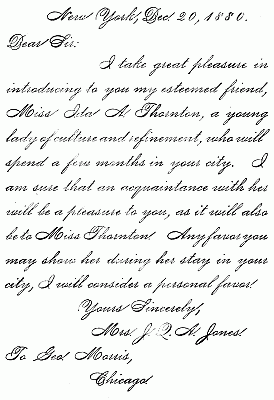 New York, Dec. 20, 1880.
Dear Sir:
I take great pleasure in
introducing to you my esteemed friend,
Miss Ida A. Thornton, a young
lady of culture and refinement, who will
spend a few months in your city. I
am sure that an acquaintance with her
will be a pleasure to you, as it will also
be to Miss Thornton. Any favor you
may show her during her stay in your
city, I will consider a personal favor.
Yours Sincerely,
Mrs J. Q. A. Jones.
To Geo. Morris,
Chicago.